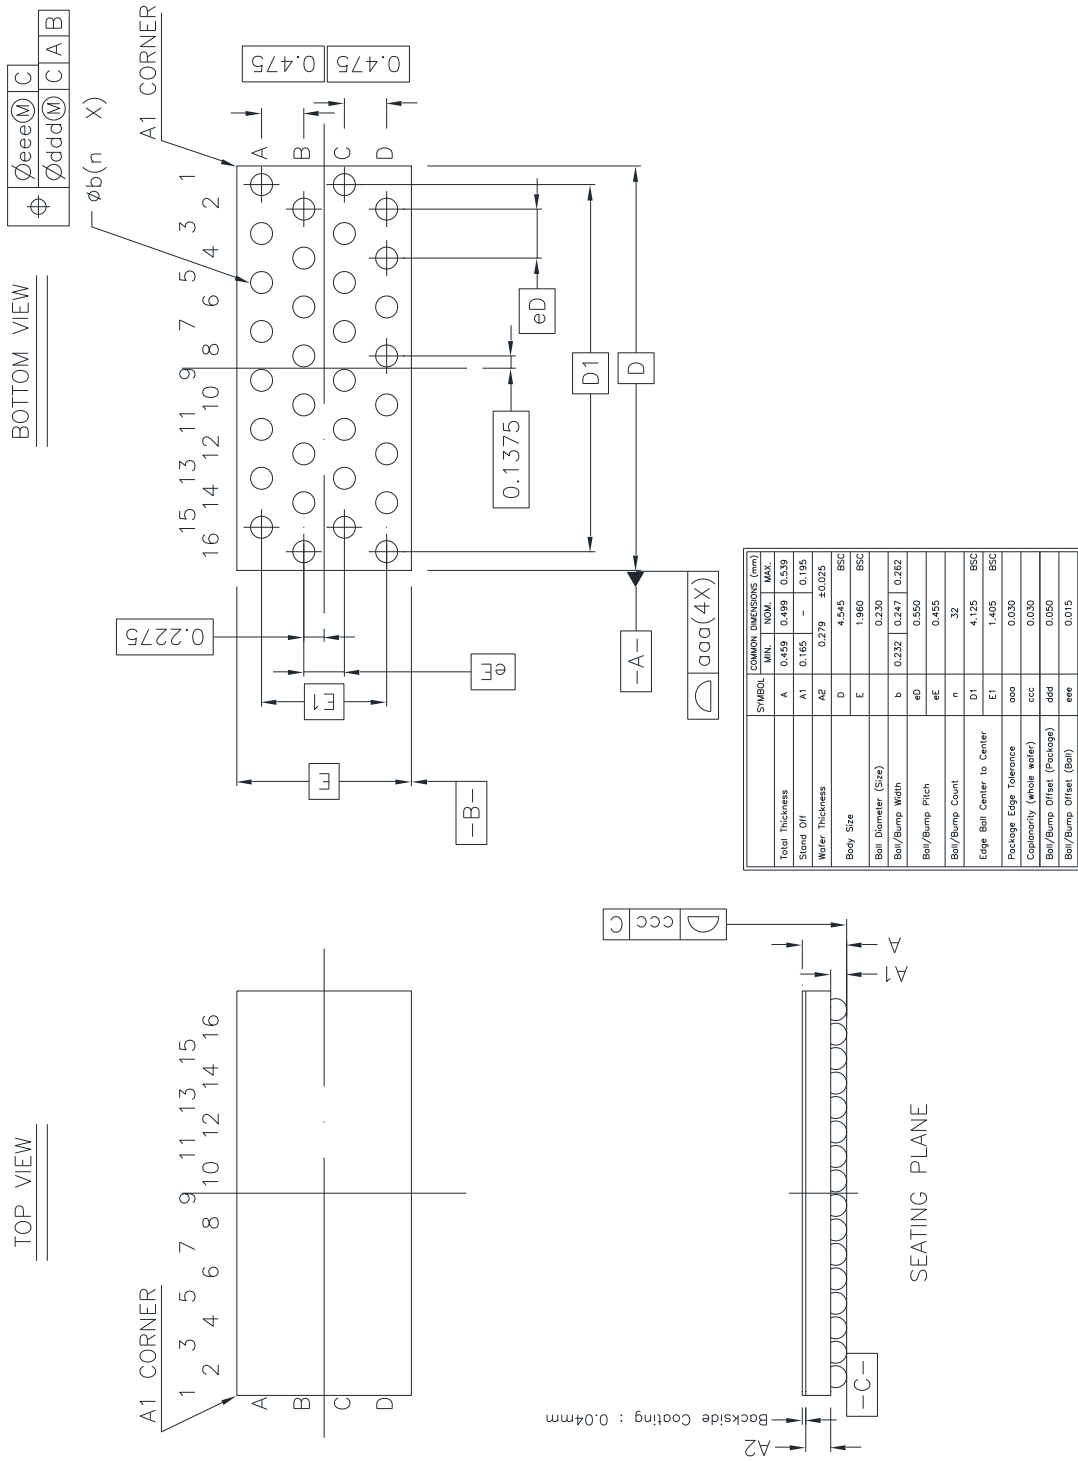 TOP VIEW
A1 CORNER
1 3 5 7 9 11 13 15
2 4 6 8 10 12 14 16
A
B
C
D
BOTTOM VIEW
⌖ Øeee Ⓜ C
Øddd Ⓜ C A B
øb(n X)
A1 CORNER
15 13 11 9 7 5 3 1
16 14 12 10 8 6 4 2
A
B
C
D
0.475
0.475
0.2275
eE
E1
E
-B-
eD
0.1375
D1
D
-A-
aaa(4X)
Backside Coating : 0.04mm
A2
-C-
SEATING PLANE
ccc C
A
A1
SYMBOL COMMON DIMENSIONS (mm)
MIN. NOM. MAX.
Total Thickness A 0.459 0.499 0.539
Stand Off A1 0.165 - 0.195
Wafer Thickness A2 0.279 ±0.025
Body Size D 4.545 BSC
E 1.960 BSC
Ball Diameter (Size) 0.230
Ball/Bump Width b 0.232 0.247 0.262
Ball/Bump Pitch eD 0.550
eE 0.455
Ball/Bump Count n 32
Edge Ball Center to Center D1 4.125 BSC
E1 1.405 BSC
Package Edge Tolerance aaa 0.030
Coplanarity (whole wafer) ccc 0.030
Ball/Bump Offset (Package) ddd 0.050
Ball/Bump Offset (Ball) eee 0.015